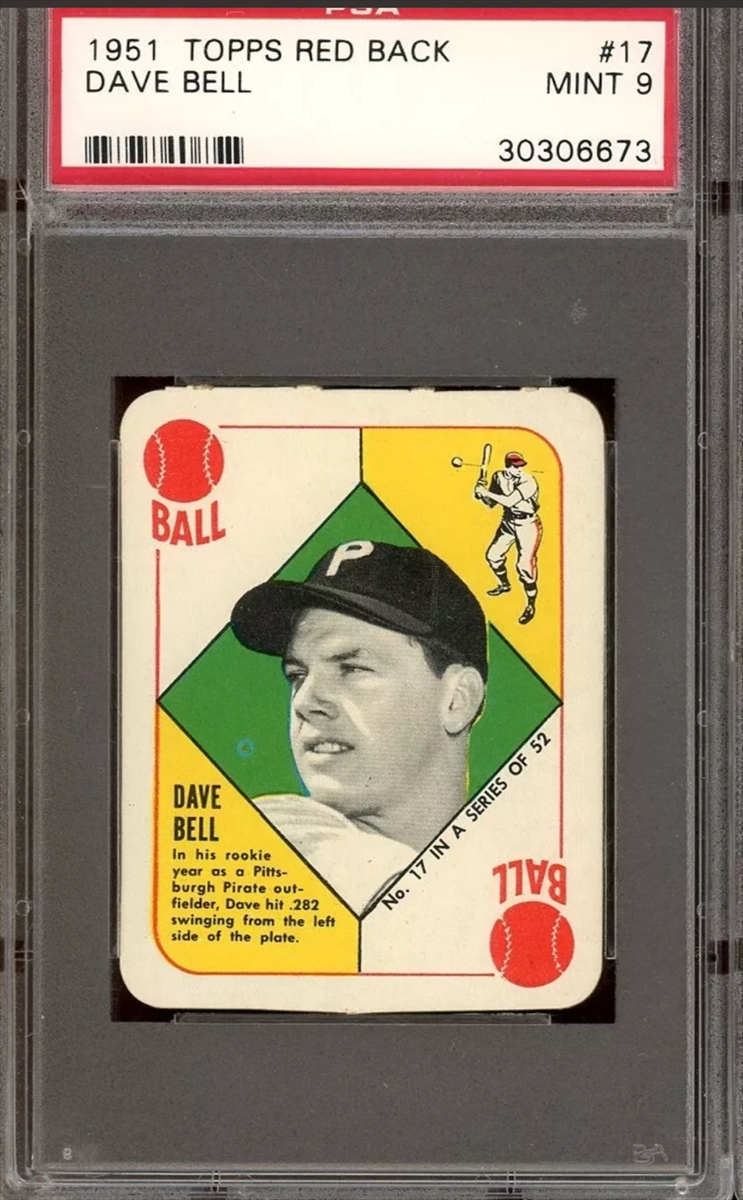 PSA
1951 TOPPS RED BACK
#17
DAVE BELL
MINT 9
30306673
BALL
P
DAVE
BELL
In his rookie
year as a Pitts-
burgh Pirate out-
fielder, Dave hit .282
swinging from the left
side of the plate.
No. 17 IN A SERIES OF 52
BALL
8
PSA